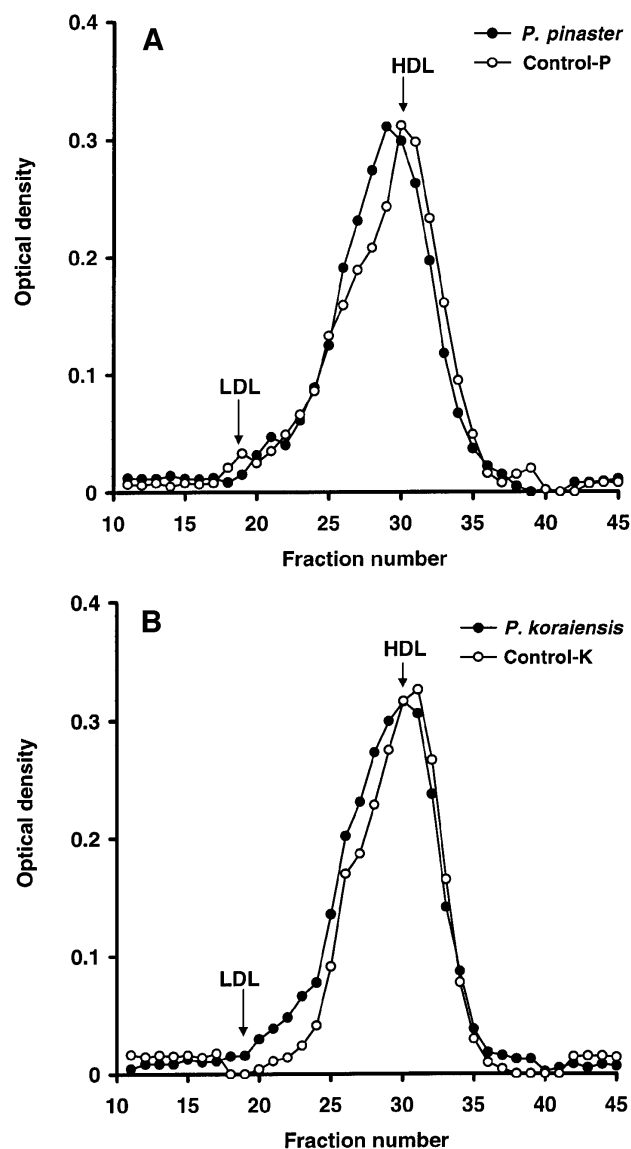 A
P. pinaster
Control-P
HDL
LDL
Optical density
0.4
0.3
0.2
0.1
0
10 15 20 25 30 35 40 45
Fraction number
B
P. koraiensis
Control-K
HDL
LDL
Optical density
0.4
0.3
0.2
0.1
0
10 15 20 25 30 35 40 45
Fraction number